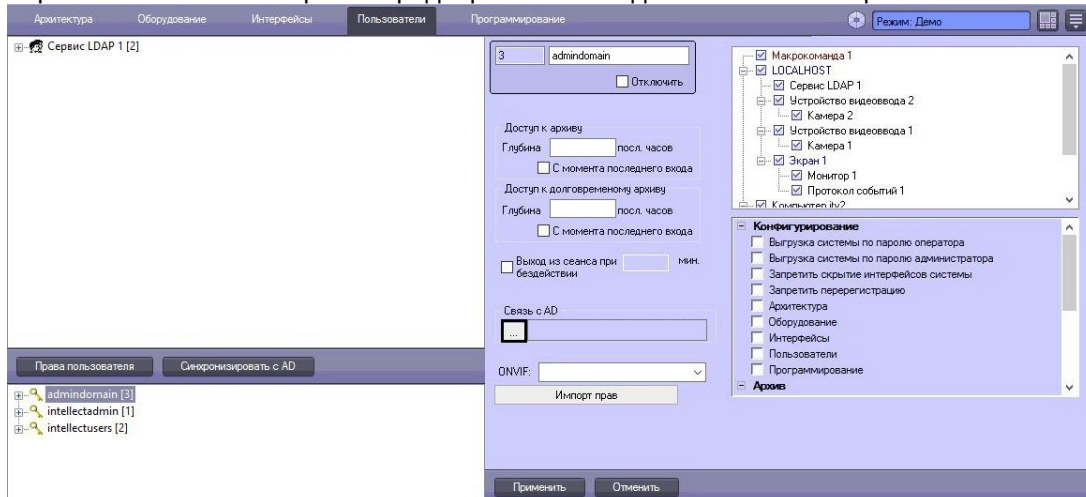 Архитектура Оборудование Интерфейсы Пользователи Программирование Режим: Демо
Сервис LDAP 1 [2]
Права пользователя Синхронизировать с AD
admindomain [3]
intellectadmin [1]
intellectusers [2]
3 admindomain
Отключить
Доступ к архиву
Глубина посл. часов
С момента последнего входа
Доступ к долговременому архиву
Глубина посл. часов
С момента последнего входа
Выход из сеанса при мин.
бездействии
Связь с AD
...
ONVIF:
Импорт прав
Применить Отменить
Макрокоманда 1
LOCALHOST
Сервис LDAP 1
Устройство видеоввода 2
Камера 2
Устройство видеоввода 1
Камера 1
Экран 1
Монитор 1
Протокол событий 1
Компьютер itv2
Конфигурирование
Выгрузка системы по паролю оператора
Выгрузка системы по паролю администратора
Запретить скрытие интерфейсов системы
Запретить перерегистрацию
Архитектура
Оборудование
Интерфейсы
Пользователи
Программирование
Архив